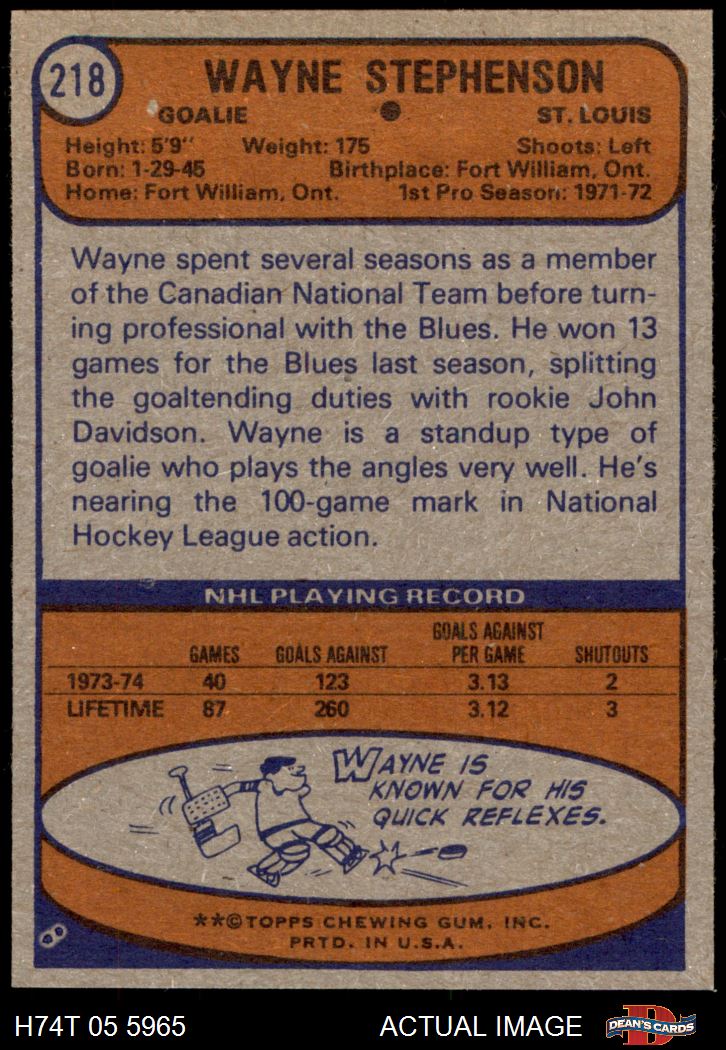 218
WAYNE STEPHENSON
GOALIE ST. LOUIS
Height: 5'9" Weight: 175 Shoots: Left
Born: 1-29-45 Birthplace: Fort William, Ont.
Home: Fort William, Ont. 1st Pro Season: 1971-72
Wayne spent several seasons as a member
of the Canadian National Team before turn-
ing professional with the Blues. He won 13
games for the Blues last season, splitting
the goaltending duties with rookie John
Davidson. Wayne is a standup type of
goalie who plays the angles very well. He's
nearing the 100-game mark in National
Hockey League action.
NHL PLAYING RECORD
GAMES GOALS AGAINST GOALS AGAINST PER GAME SHUTOUTS
1973-74 40 123 3.13 2
LIFETIME 87 260 3.12 3
WAYNE IS
KNOWN FOR HIS
QUICK REFLEXES.
**©TOPPS CHEWING GUM, INC.
PRTD. IN U.S.A.
H74T 05 5965 ACTUAL IMAGE D DEAN'S CARDS